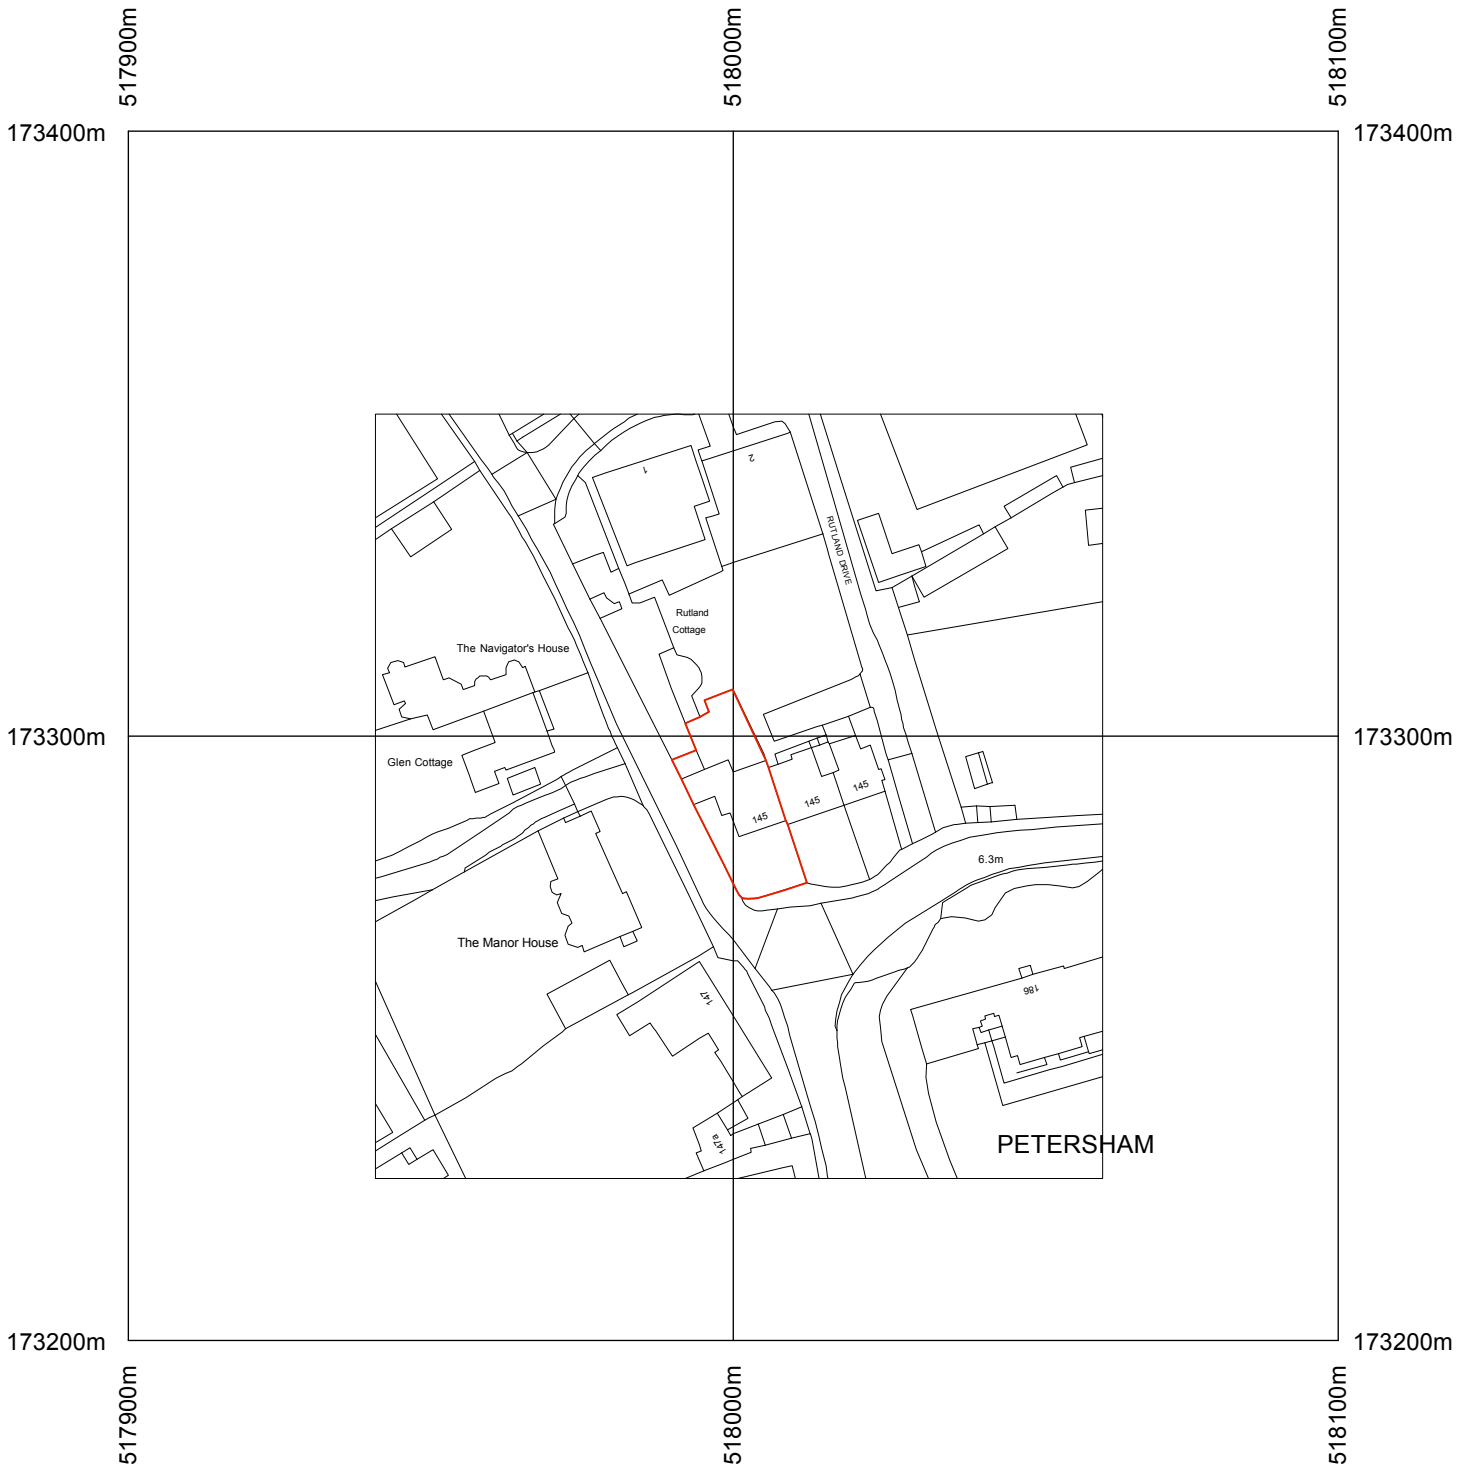 517900m
518000m
518100m
173400m
173400m
1
2
RUTLAND DRIVE
Rutland
Cottage
The Navigator's House
173300m
173300m
Glen Cottage
145
145
145
6.3m
The Manor House
147
186
147a
PETERSHAM
173200m
173200m
517900m
518000m
518100m